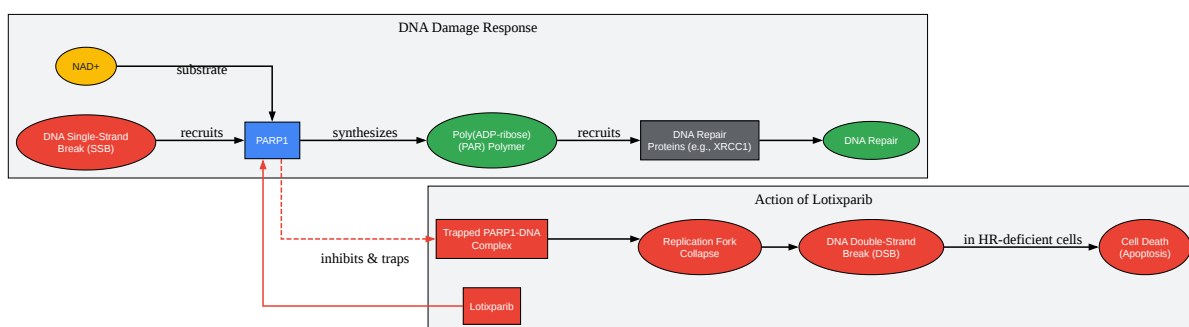 DNA Damage Response
NAD+
substrate
DNA Single-Strand
Break (SSB)
recruits
PARP1
synthesizes
Poly(ADP-ribose)
(PAR) Polymer
recruits
DNA Repair
Proteins (e.g., XRCC1)
DNA Repair
Action of Lotixparib
Trapped PARP1-DNA
Complex
Replication Fork
Collapse
DNA Double-Strand
Break (DSB)
in HR-deficient cells
Cell Death
(Apoptosis)
inhibits & traps
Lotixparib